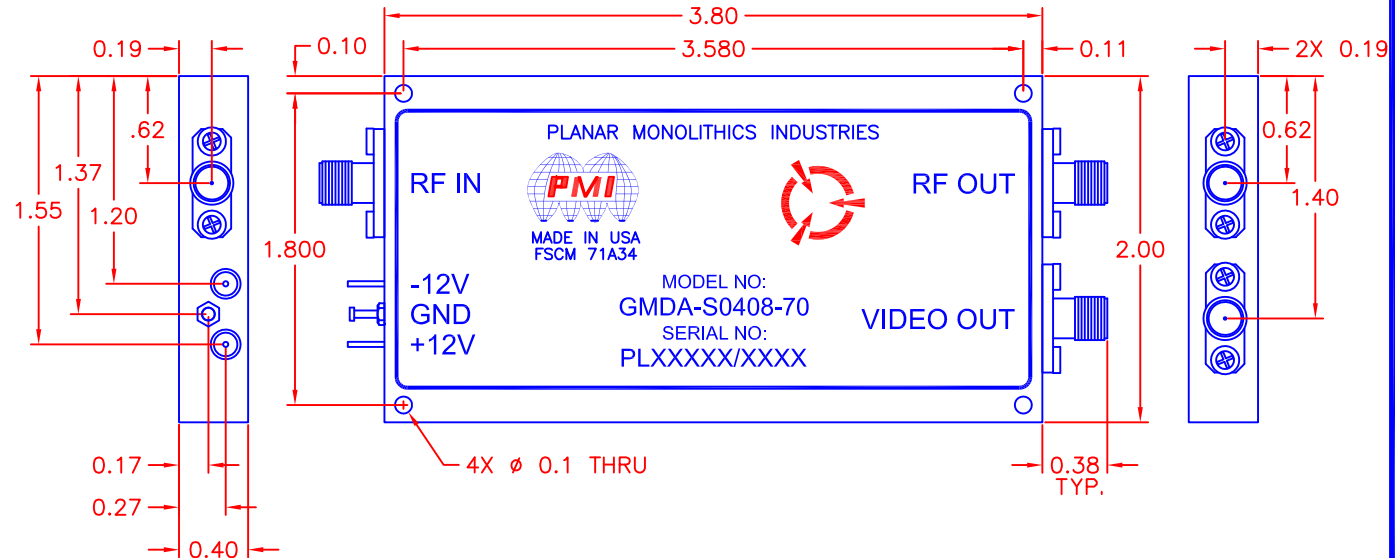 3.80
0.19
0.10
3.580
0.11
2X 0.19
.62
0.62
1.37
1.55
1.20
1.40
1.800
2.00
PLANAR MONOLITHICS INDUSTRIES
RF IN
PMI
RF OUT
MADE IN USA
FSCM 71A34
-12V
GND
+12V
MODEL NO:
GMDA-S0408-70
SERIAL NO:
PLXXXXX/XXXX
VIDEO OUT
0.17
4X ⌀ 0.1 THRU
0.38
TYP.
0.27
0.40